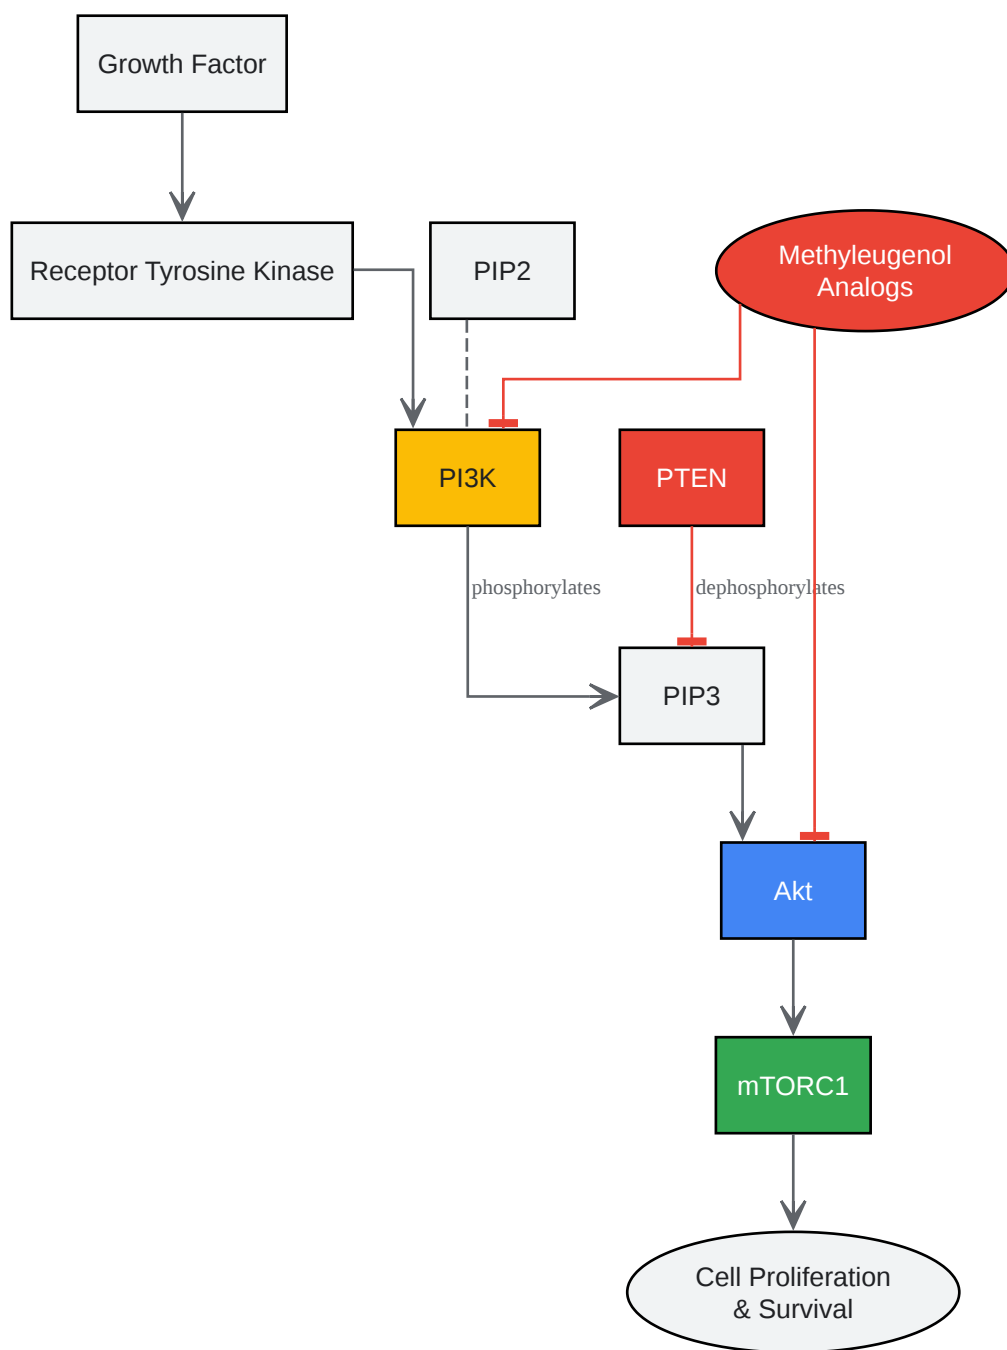 Growth Factor
Receptor Tyrosine Kinase
PIP2
Methyleugenol
Analogs
PI3K
PTEN
phosphorylates
dephosphorylates
PIP3
Akt
mTORC1
Cell Proliferation
& Survival